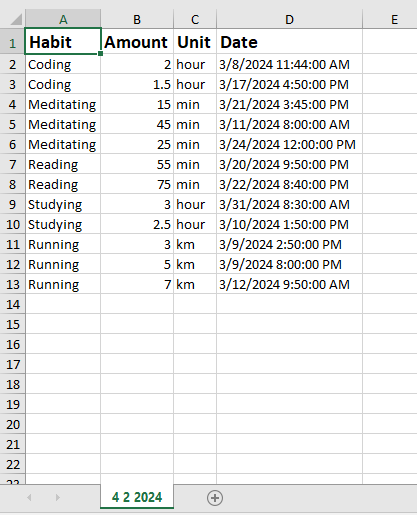 A B C D E
1 Habit Amount Unit Date
2 Coding 2 hour 3/8/2024 11:44:00 AM
3 Coding 1.5 hour 3/17/2024 4:50:00 PM
4 Meditating 15 min 3/21/2024 3:45:00 PM
5 Meditating 45 min 3/11/2024 8:00:00 AM
6 Meditating 25 min 3/24/2024 12:00:00 PM
7 Reading 55 min 3/20/2024 9:50:00 PM
8 Reading 75 min 3/22/2024 8:40:00 PM
9 Studying 3 hour 3/31/2024 8:30:00 AM
10 Studying 2.5 hour 3/10/2024 1:50:00 PM
11 Running 3 km 3/9/2024 2:50:00 PM
12 Running 5 km 3/9/2024 8:00:00 PM
13 Running 7 km 3/12/2024 9:50:00 AM
14
15
16
17
18
19
20
21
22
23
4 2 2024